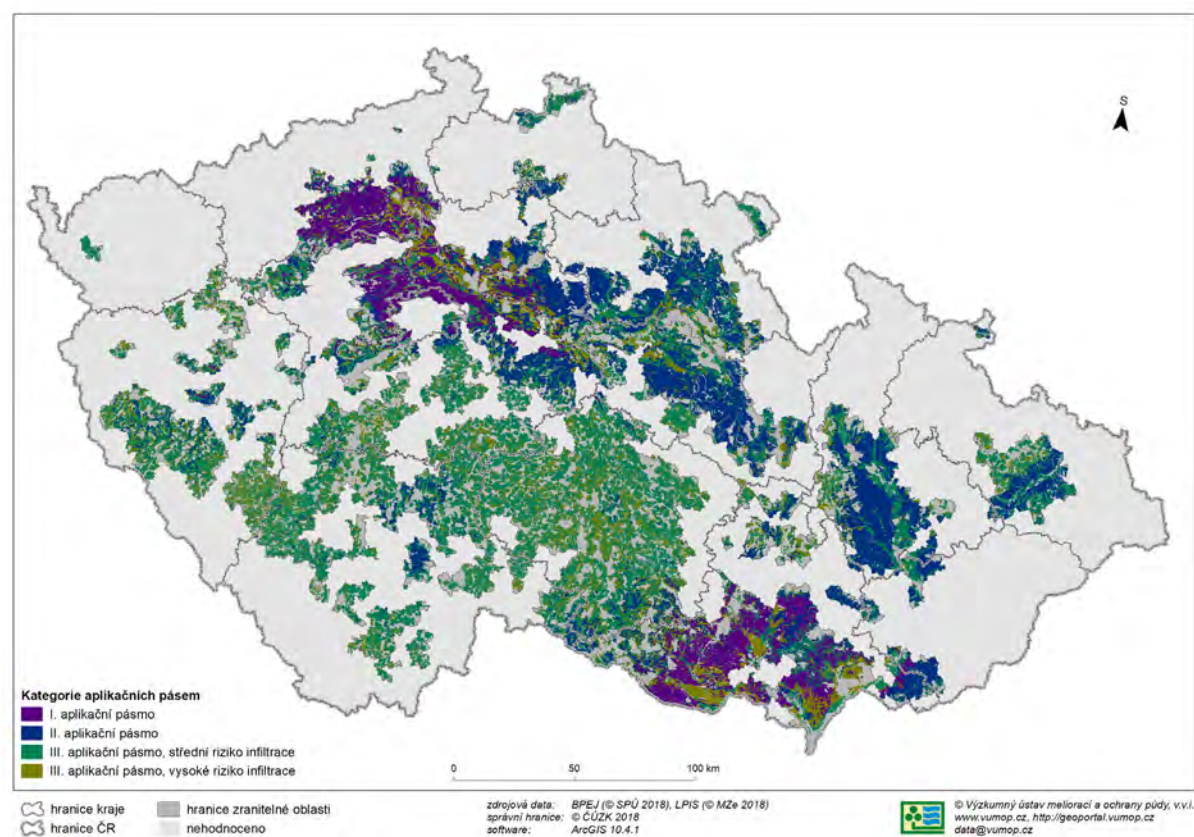 S
Kategorie aplikačních pásem
I. aplikační pásmo
II. aplikační pásmo
III. aplikační pásmo, střední riziko infiltrace
III. aplikační pásmo, vysoké riziko infiltrace
0 50 100 km
hranice kraje
hranice ČR
hranice zranitelné oblasti
nehodnoceno
zdrojová data: BPEJ (© SPÚ 2018), LPIS (© MZe 2018)
správní hranice: © ČÚZK 2018
software: ArcGIS 10.4.1
© Výzkumný ústav meliorací a ochrany půdy, v.v.i.
www.vumop.cz, http://geoportal.vumop.cz
data@vumop.cz